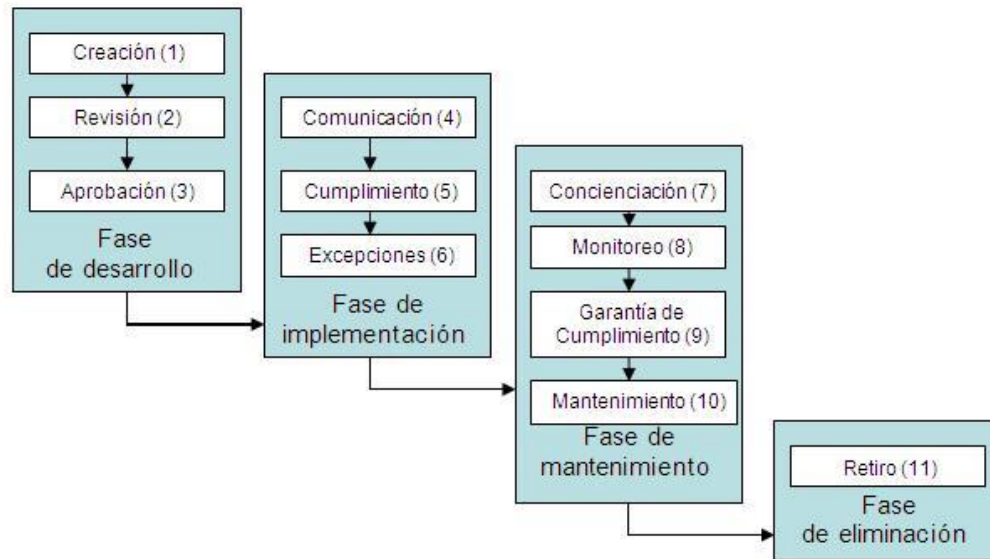 Creación (1)
Revisión (2)
Aprobación (3)
Fase
de desarrollo
Comunicación (4)
Cumplimiento (5)
Excepciones (6)
Fase de
implementación
Concienciación (7)
Monitoreo (8)
Garantía de
Cumplimiento (9)
Mantenimiento (10)
Fase de
mantenimiento
Retiro (11)
Fase
de eliminación